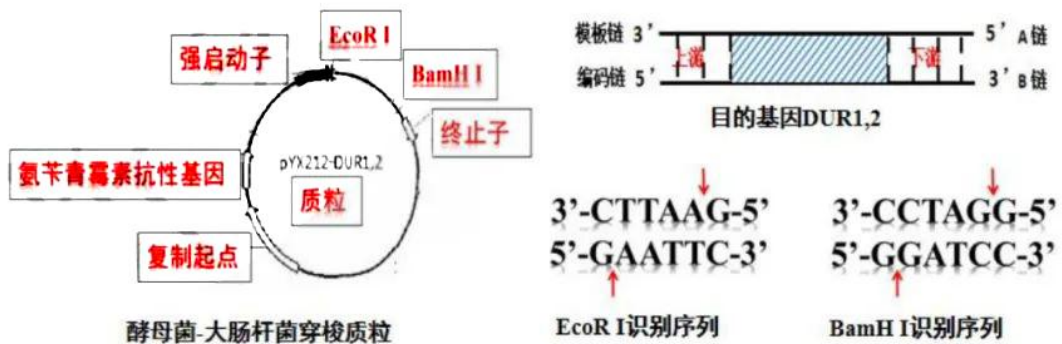 EcoR I
强启动子
BamH I
终止子
pYX212-DUR1,2
氨苄青霉素抗性基因
质粒
复制起点
酵母菌-大肠杆菌穿梭质粒
模板链 3’ 上游 下游 5’ A链
编码链 5’ 3’ B链
目的基因DUR1,2
3’-CTTAAG-5’
5’-GAATTC-3’
EcoR I识别序列
3’-CCTAGG-5’
5’-GGATCC-3’
BamH I识别序列